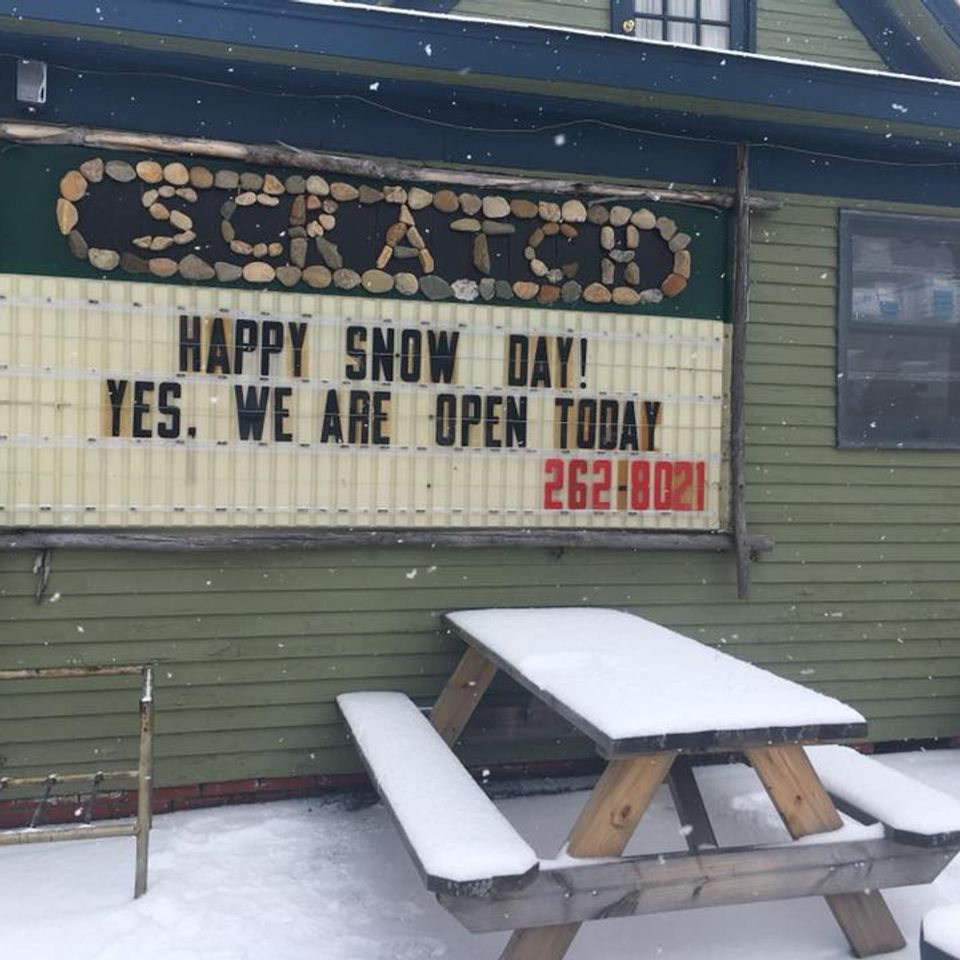 SCRATCH
HAPPY SNOW DAY!
YES, WE ARE OPEN TODAY
262-8021